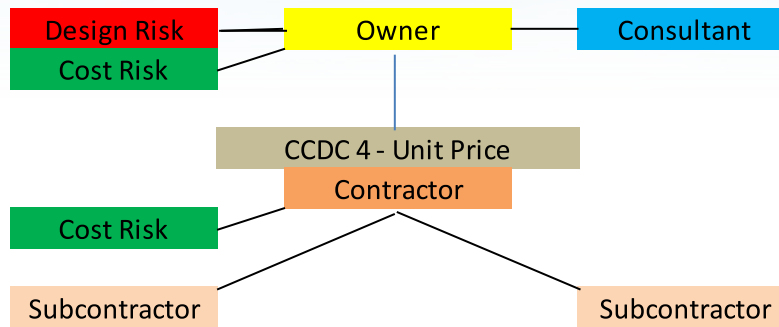 Design Risk
Owner
Consultant
Cost Risk
CCDC 4 - Unit Price
Contractor
Cost Risk
Subcontractor
Subcontractor